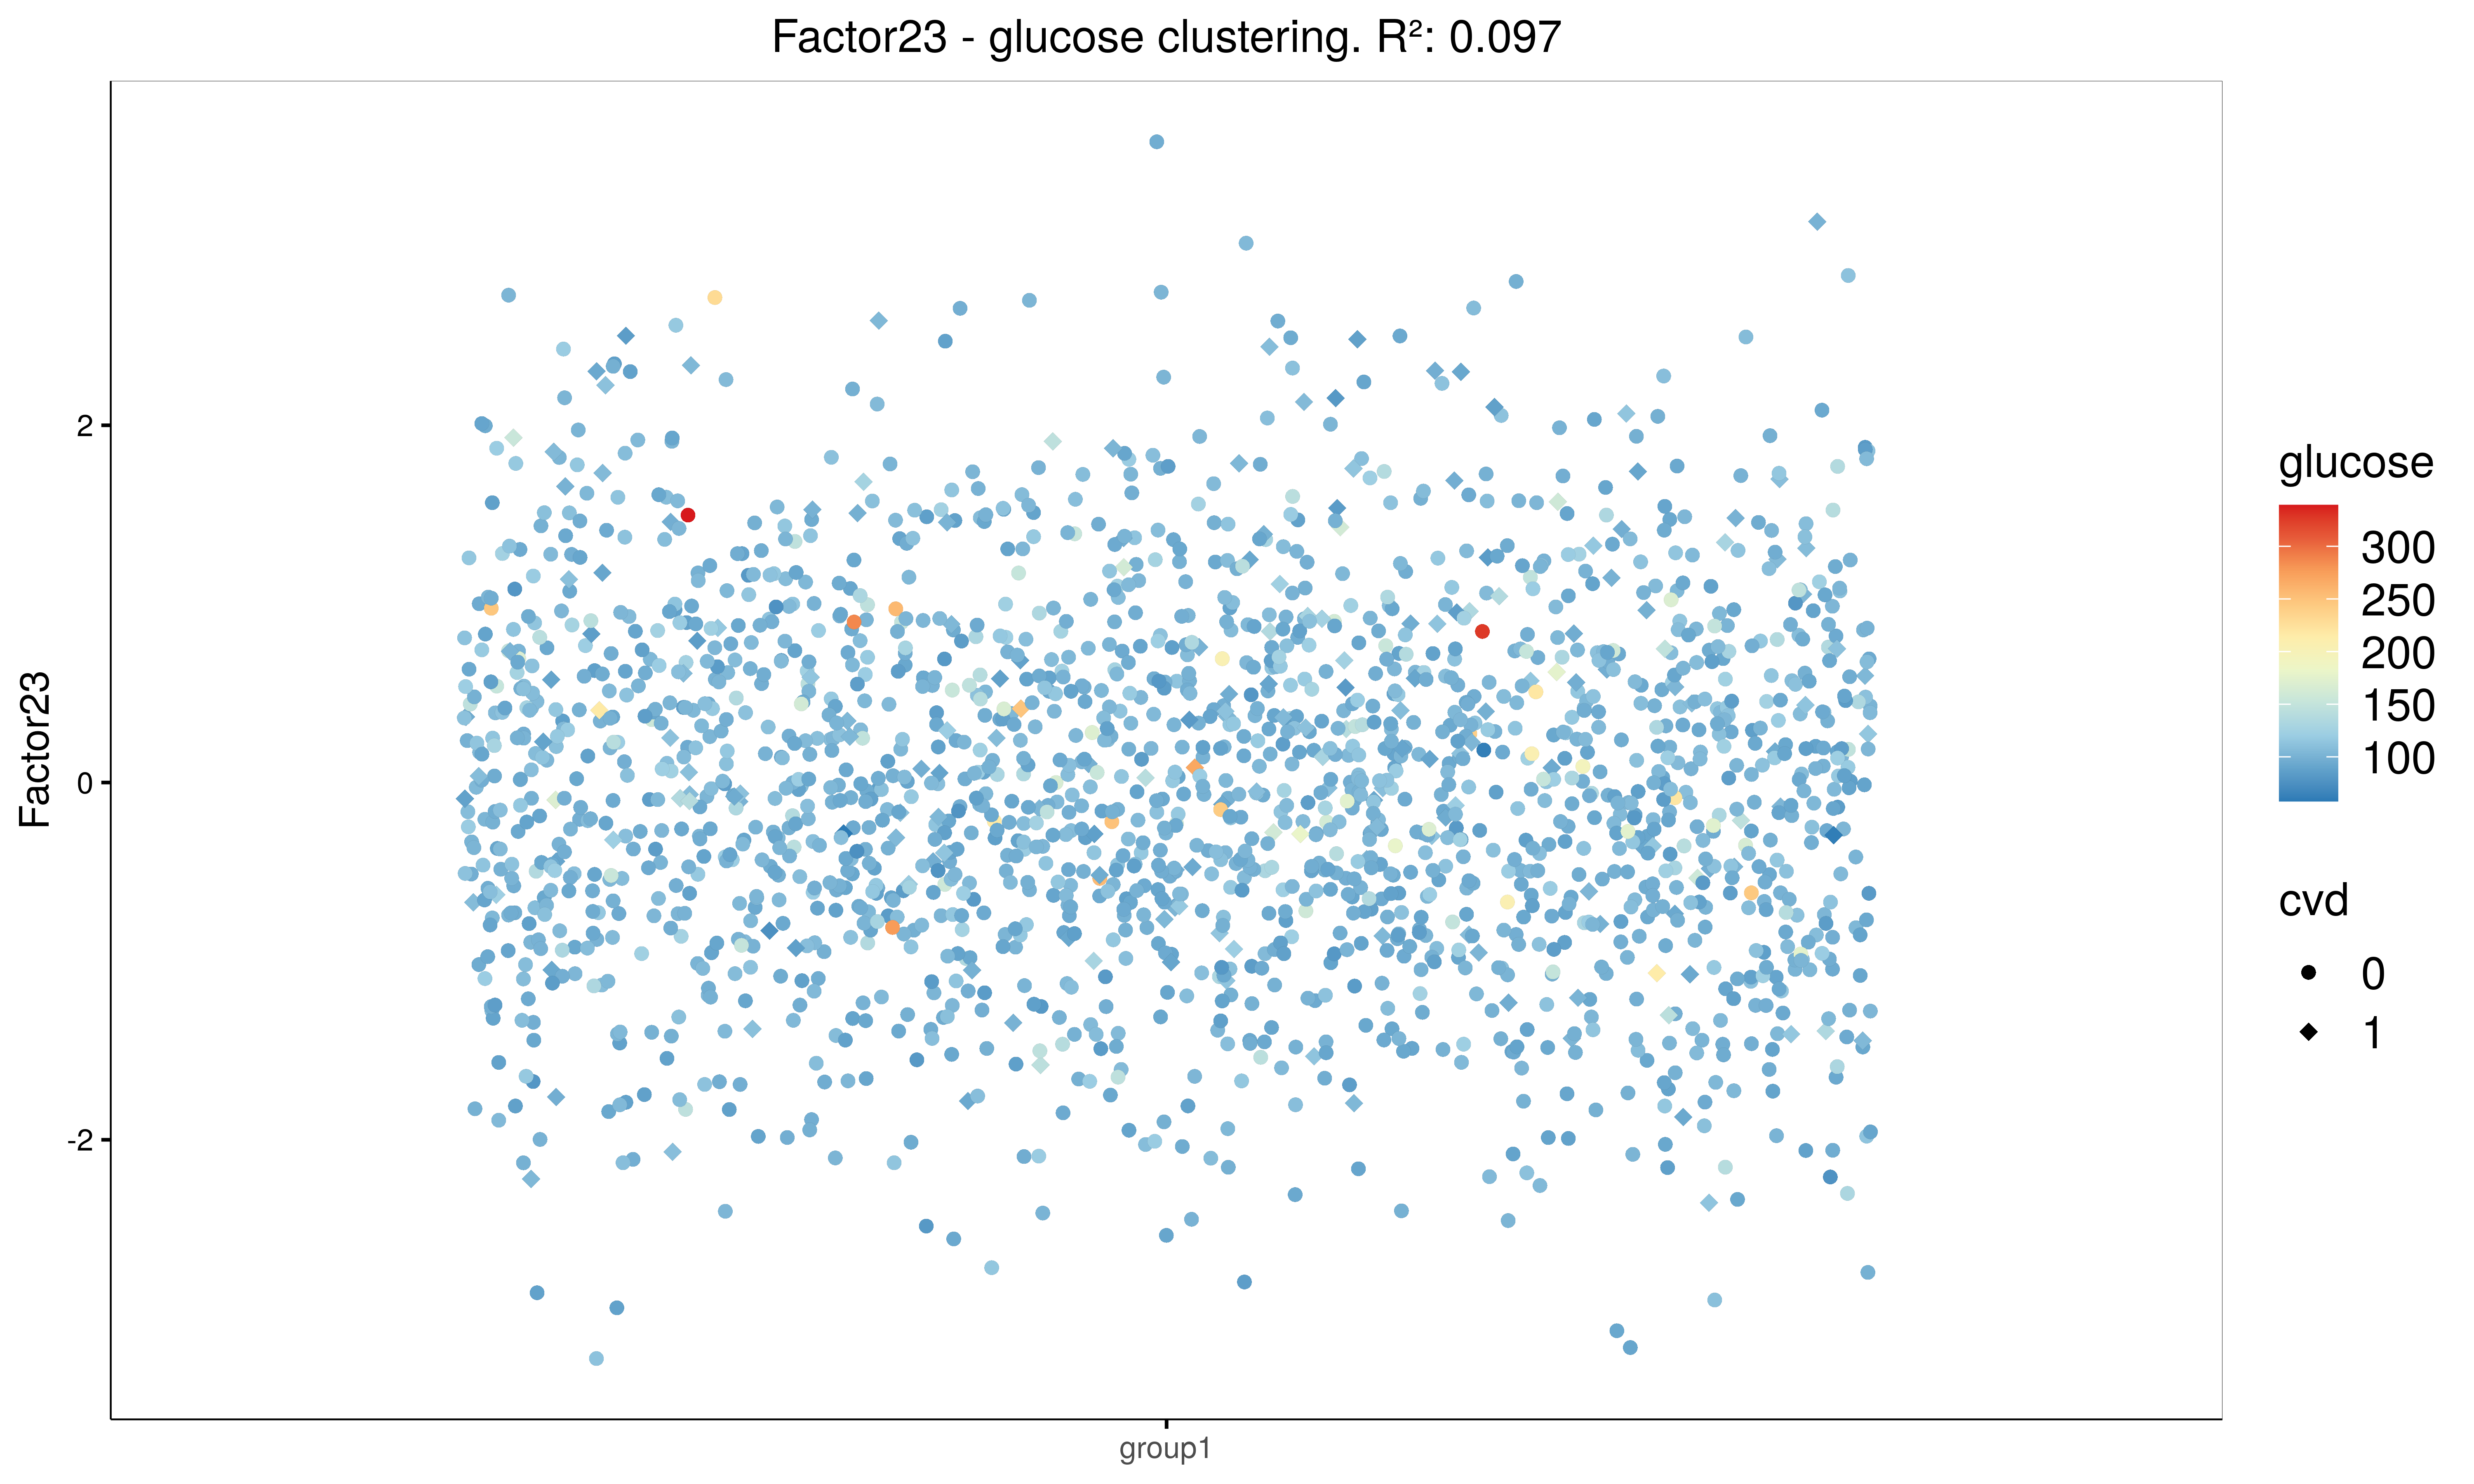 Factor23 - glucose clustering. R²: 0.097
Factor23
2
0
-2
group1
glucose
300
250
200
150
100
cvd
0
1